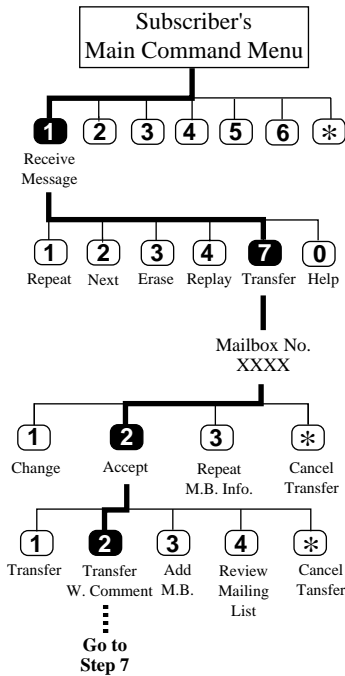 Subscriber's
Main Command Menu
1 2 3 4 5 6 *
Receive
Message
1 2 3 4 7 0
Repeat Next Erase Replay Transfer Help
Mailbox No.
XXXX
1 2 3 *
Change Accept Repeat Cancel
M.B. Info. Transfer
1 2 3 4 *
Transfer Transfer Add Review Cancel
W. Comment M.B. Mailing Tansfer
List
Go to
Step 7